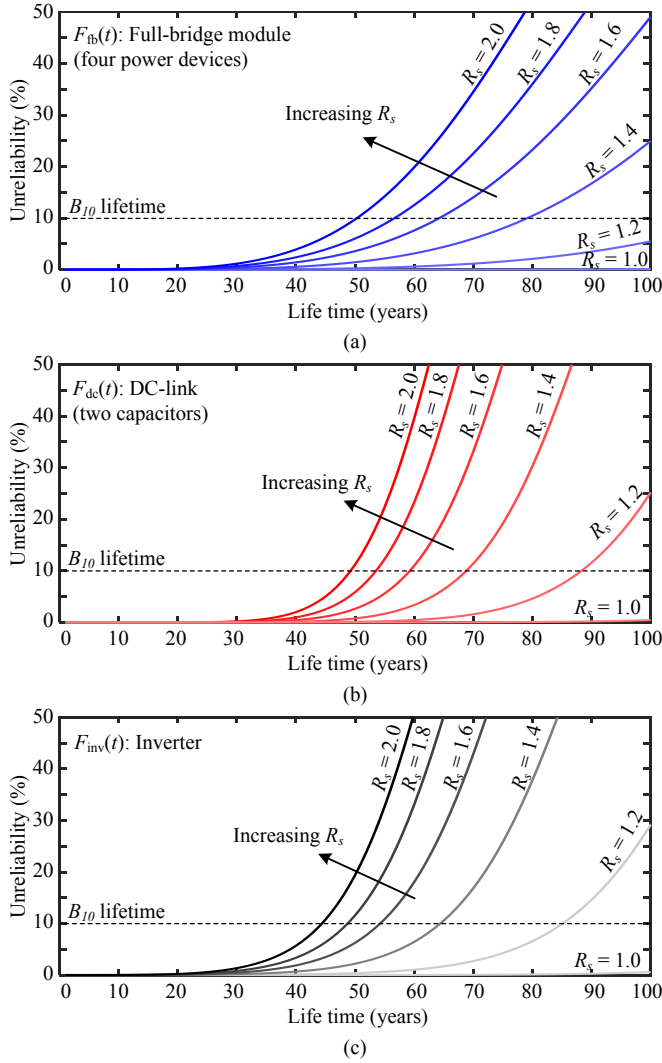 50
40
30
20
10
0
Unreliability (%)
F_fb(t): Full-bridge module
(four power devices)
Increasing R_s
B_10 lifetime
R_s = 2.0
R_s = 1.8
R_s = 1.6
R_s = 1.4
R_s = 1.2
R_s = 1.0
0 10 20 30 40 50 60 70 80 90 100
Life time (years)
(a)
50
40
30
20
10
0
Unreliability (%)
F_dc(t): DC-link
(two capacitors)
Increasing R_s
B_10 lifetime
R_s = 2.0
R_s = 1.8
R_s = 1.6
R_s = 1.4
R_s = 1.2
R_s = 1.0
0 10 20 30 40 50 60 70 80 90 100
Life time (years)
(b)
50
40
30
20
10
0
Unreliability (%)
F_inv(t): Inverter
Increasing R_s
B_10 lifetime
R_s = 2.0
R_s = 1.8
R_s = 1.6
R_s = 1.4
R_s = 1.2
R_s = 1.0
0 10 20 30 40 50 60 70 80 90 100
Life time (years)
(c)